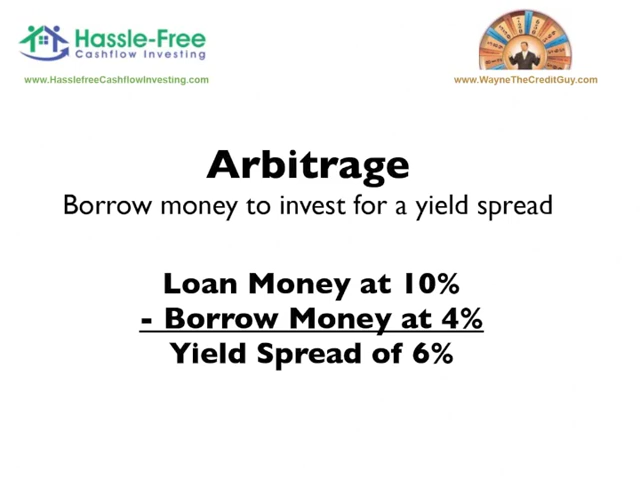 Hassle-Free
Cashflow Investing
www.HasslefreeCashflowInvesting.com
www.WayneTheCreditGuy.com
Arbitrage
Borrow money to invest for a yield spread
Loan Money at 10%
- Borrow Money at 4%
Yield Spread of 6%